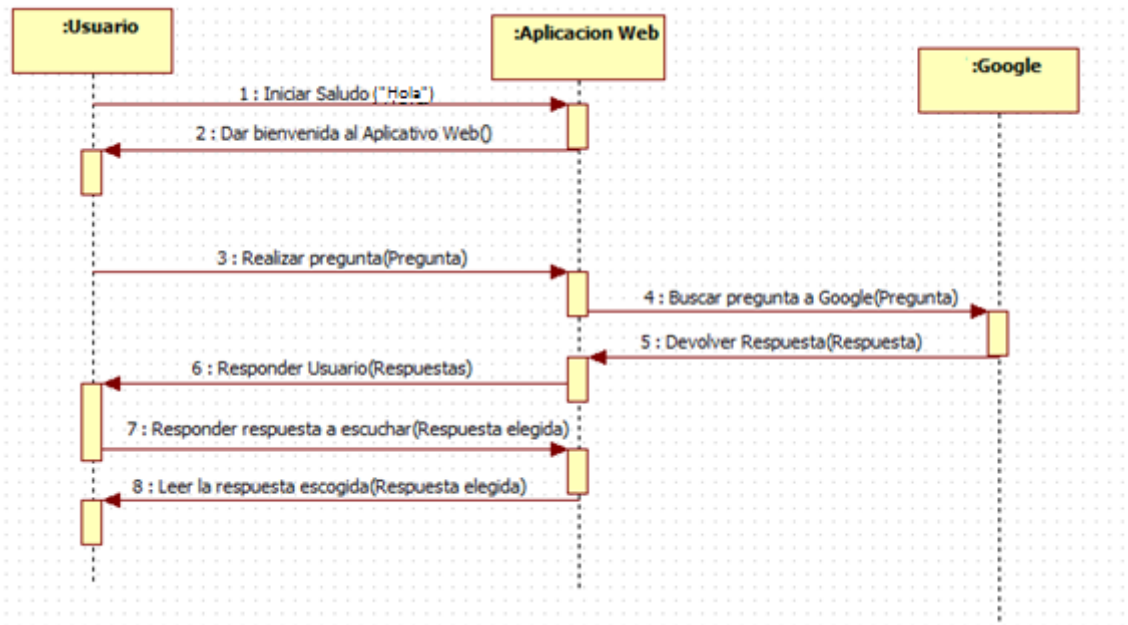 :Usuario
:Aplicacion Web
:Google
1 : Iniciar Saludo ("Hola")
2 : Dar bienvenida al Aplicativo Web()
3 : Realizar pregunta(Pregunta)
4 : Buscar pregunta a Google(Pregunta)
5 : Devolver Respuesta(Respuesta)
6 : Responder Usuario(Respuestas)
7 : Responder respuesta a escuchar(Respuesta elegida)
8 : Leer la respuesta escogida(Respuesta elegida)